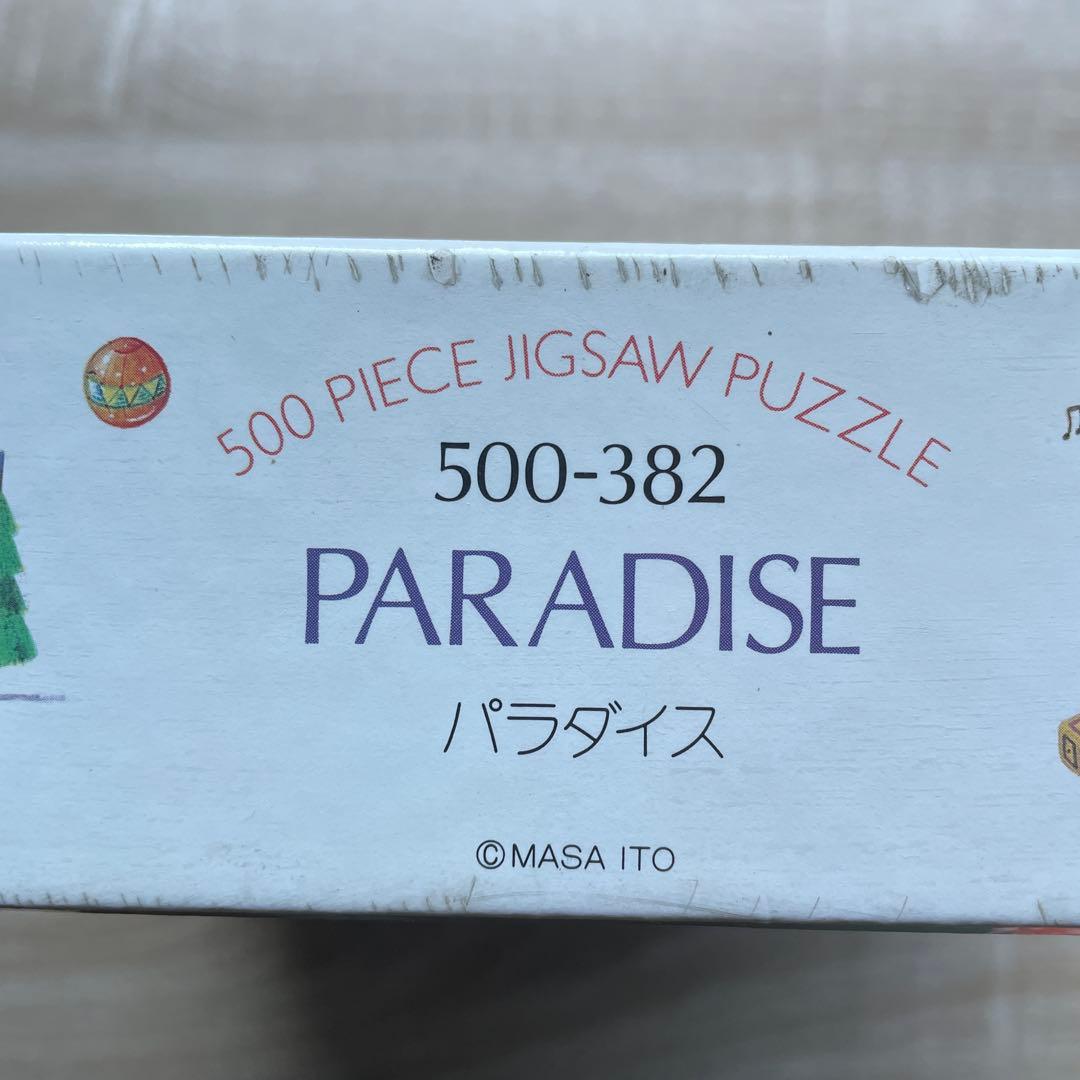 500 PIECE JIGSAW PUZZLE
500-382
PARADISE
パラダイス
©MASA ITO